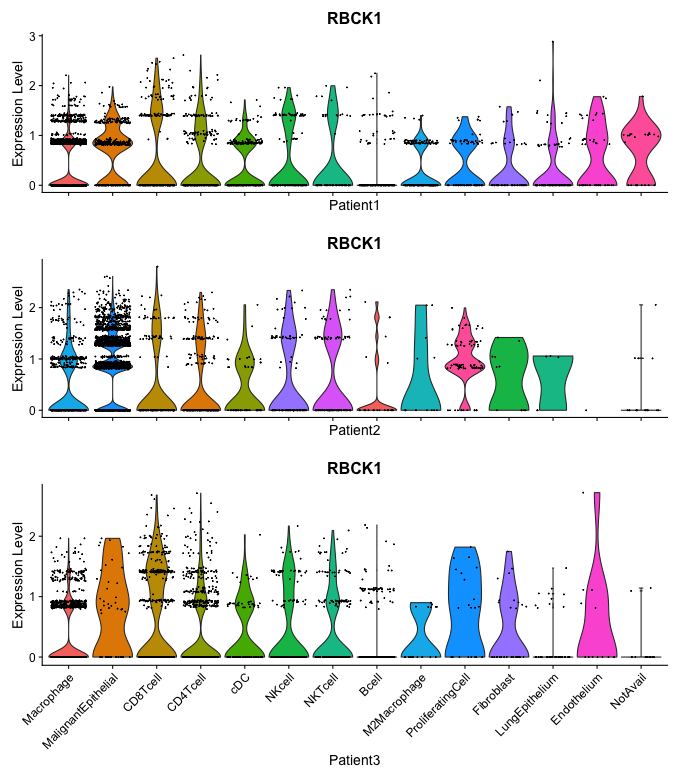 RBCK1
Expression Level
3
2
1
0
Patient1
RBCK1
Expression Level
2
1
0
Patient2
RBCK1
Expression Level
2
1
0
Macrophage
MalignantEpithelial
CD8Tcell
CD4Tcell
cDC
NKcell
NKTcell
Bcell
M2Macrophage
ProliferatingCell
Fibroblast
LungEpithelium
Endothelium
NotAvail
Patient3